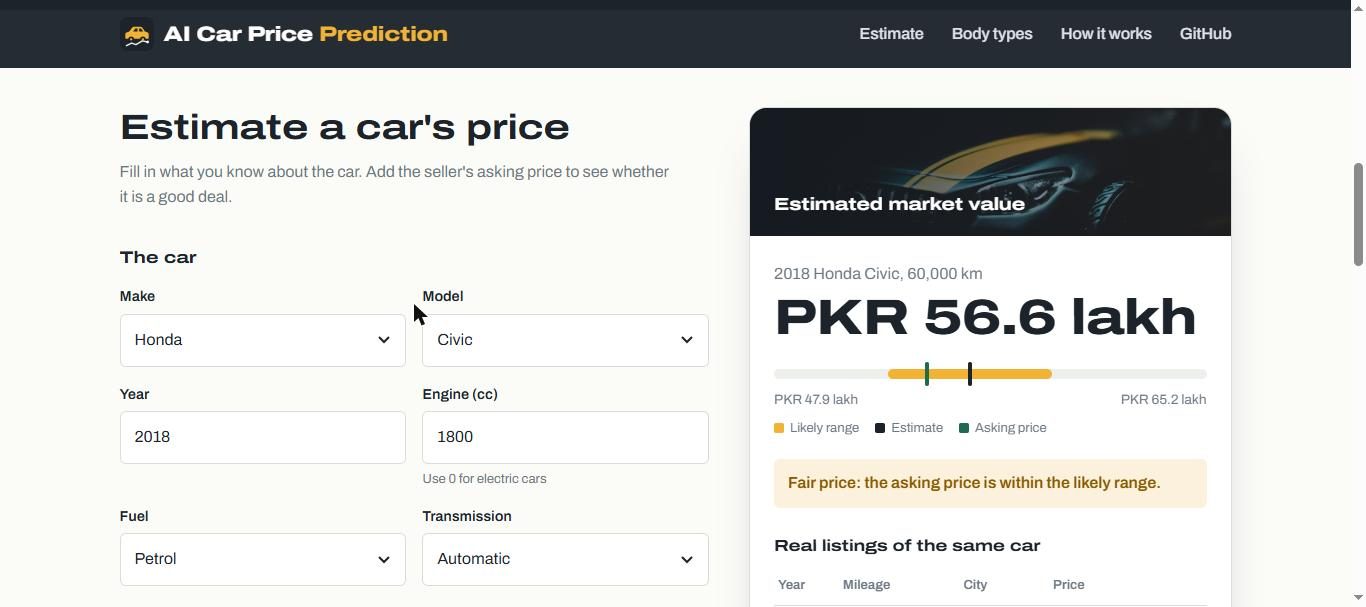 AI Car Price Prediction
Estimate Body types How it works GitHub
Estimate a car's price
Fill in what you know about the car. Add the seller's asking price to see whether
it is a good deal.
The car
Make Model
Honda Civic
Year Engine (cc)
2018 1800
Use 0 for electric cars
Fuel Transmission
Petrol Automatic
Estimated market value
2018 Honda Civic, 60,000 km
PKR 56.6 lakh
PKR 47.9 lakh PKR 65.2 lakh
Likely range Estimate Asking price
Fair price: the asking price is within the likely range.
Real listings of the same car
Year Mileage City Price